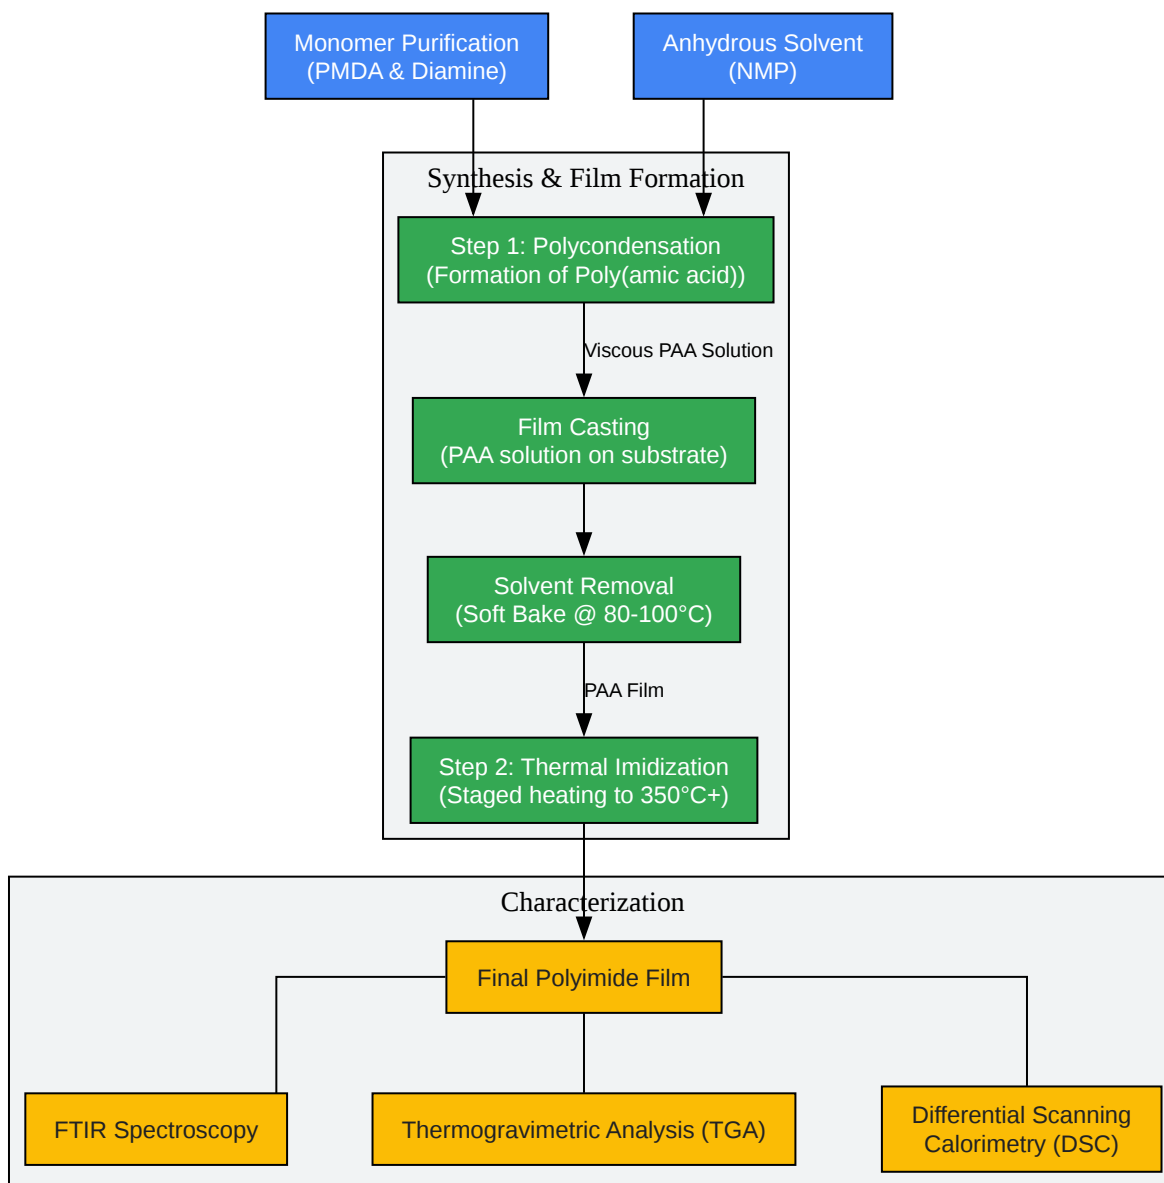 Monomer Purification
(PMDA & Diamine)
Anhydrous Solvent
(NMP)
Synthesis & Film Formation
Step 1: Polycondensation
(Formation of Poly(amic acid))
Viscous PAA Solution
Film Casting
(PAA solution on substrate)
Solvent Removal
(Soft Bake @ 80-100°C)
PAA Film
Step 2: Thermal Imidization
(Staged heating to 350°C+)
Characterization
Final Polyimide Film
FTIR Spectroscopy
Thermogravimetric Analysis (TGA)
Differential Scanning
Calorimetry (DSC)